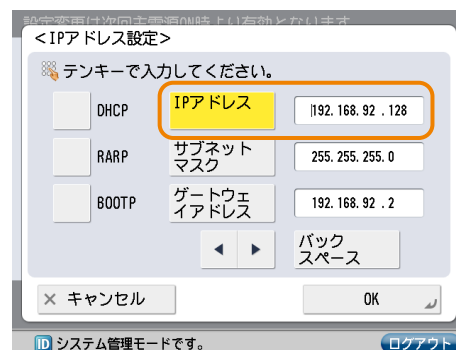 設定変更は次回主電源ON時より有効となります
<IPアドレス設定>
テンキーで入力してください。
DHCP
IPアドレス
192.168.92 .128
RARP
サブネット
マスク
255.255.255.0
BOOTP
ゲートウェ
イアドレス
192.168.92 .2
バック
スペース
× キャンセル
OK
ID システム管理モードです。
ログアウト